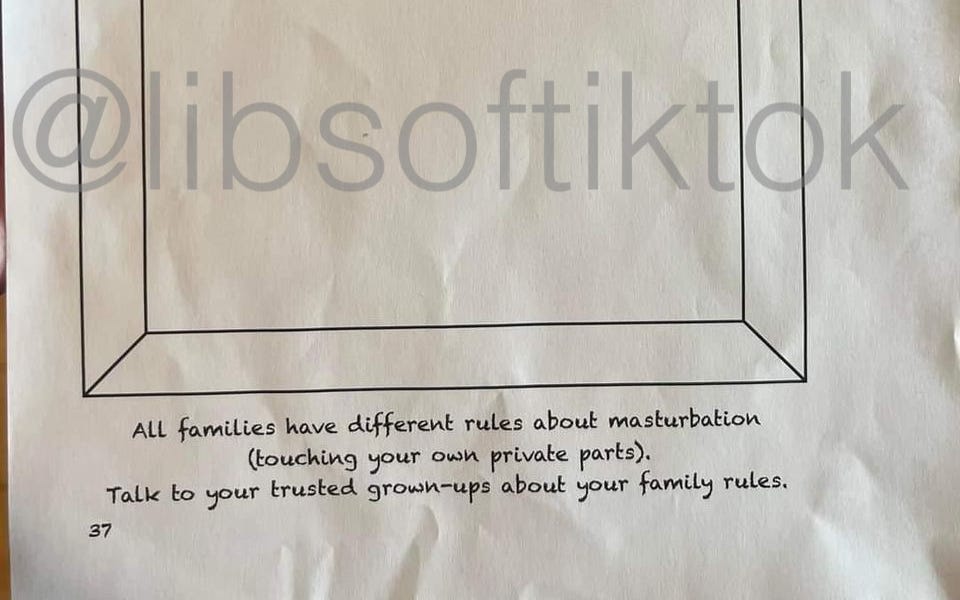 @libsoftiktok
All families have different rules about masturbation
(touching your own private parts).
Talk to your trusted grown-ups about your family rules.
37